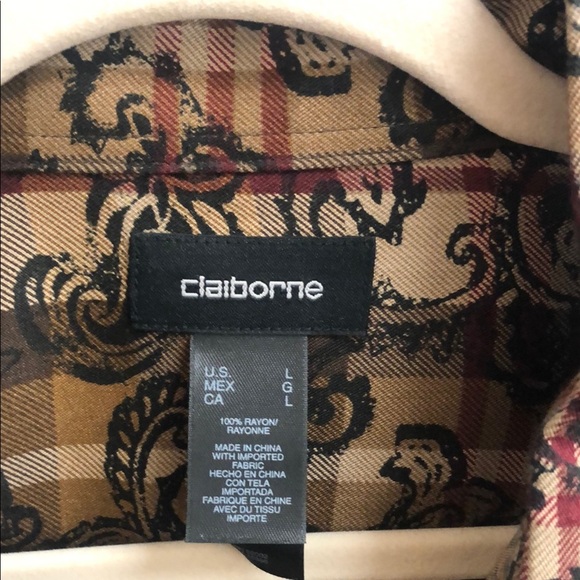 claiborne
U.S. L
MEX G
CA L
100% RAYON/
RAYONNE
MADE IN CHINA
WITH IMPORTED
FABRIC
HECHO EN CHINA
CON TELA
IMPORTADA
FABRIQUE EN CHINE
AVEC DU TISSU
IMPORTE